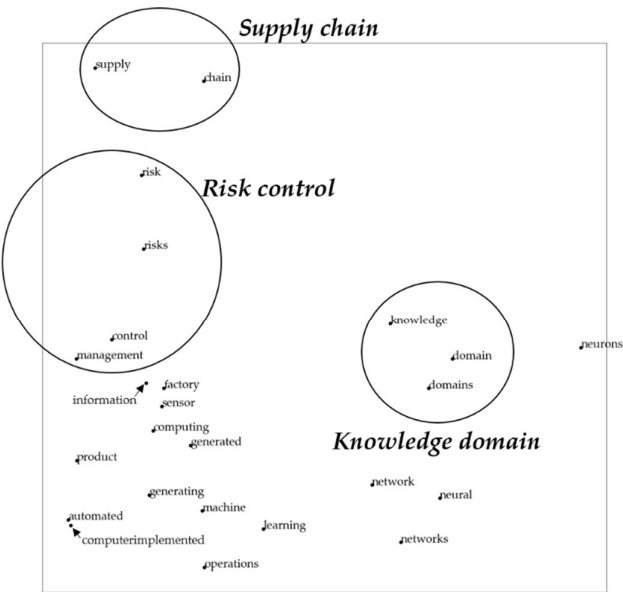 Supply chain
supply
chain
risk
Risk control
risks
knowledge
control
neurons
management
domain
factory
domains
information
sensor
computing
generated
Knowledge domain
product
network
generating
neural
machine
automated
learning
computerimplemented
networks
operations